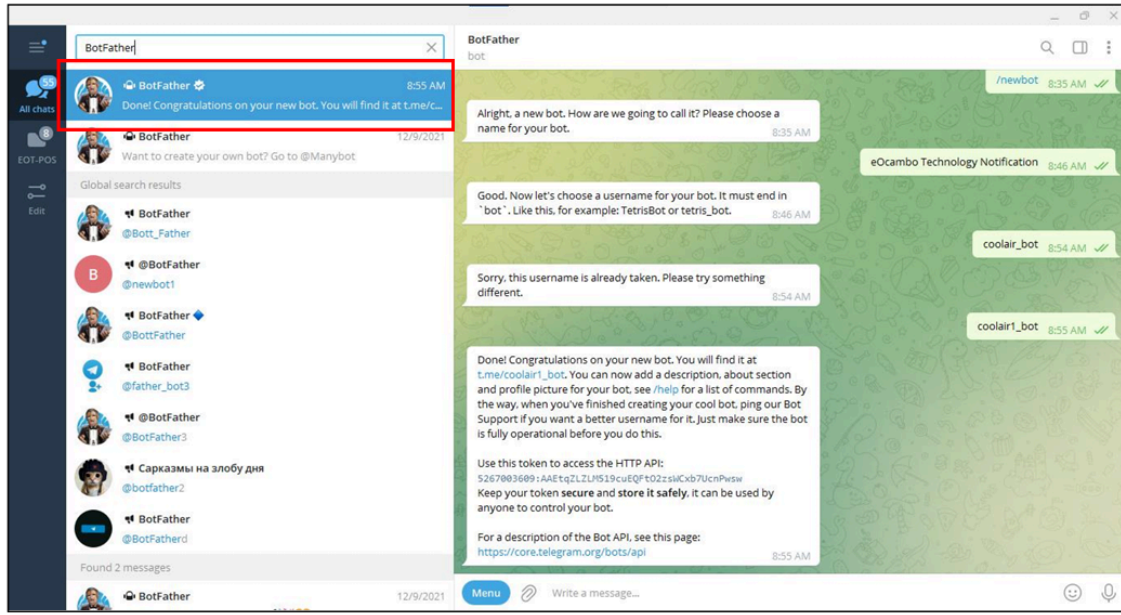 BotFather
BotFather
8:55 AM
Done! Congratulations on your new bot. You will find it at t.me/c...
All chats
55
BotFather
12/9/2021
Want to create your own bot? Go to @Manybot
8
EOT-POS
Global search results
Edit
BotFather
@Bott_Father
B
@BotFather
@newbot1
BotFather
@BottFather
BotFather
@father_bot3
@BotFather
@BotFather3
Сарказмы на злобу дня
@botfather2
BotFather
@BotFatherd
Found 2 messages
BotFather
12/9/2021
BotFather
bot
/newbot 8:35 AM
Alright, a new bot. How are we going to call it? Please choose a
name for your bot.
8:35 AM
eOcambo Technology Notification 8:46 AM
Good. Now let's choose a username for your bot. It must end in
`bot`. Like this, for example: TetrisBot or tetris_bot.
8:46 AM
coolair_bot 8:54 AM
Sorry, this username is already taken. Please try something
different.
8:54 AM
coolair1_bot 8:55 AM
Done! Congratulations on your new bot. You will find it at
t.me/coolair1_bot. You can now add a description, about section
and profile picture for your bot, see /help for a list of commands. By
the way, when you've finished creating your cool bot, ping our Bot
Support if you want a better username for it. Just make sure the bot
is fully operational before you do this.
Use this token to access the HTTP API:
Keep your token secure and store it safely, it can be used by
anyone to control your bot.
For a description of the Bot API, see this page:
https://core.telegram.org/bots/api
8:55 AM
Menu
Write a message...